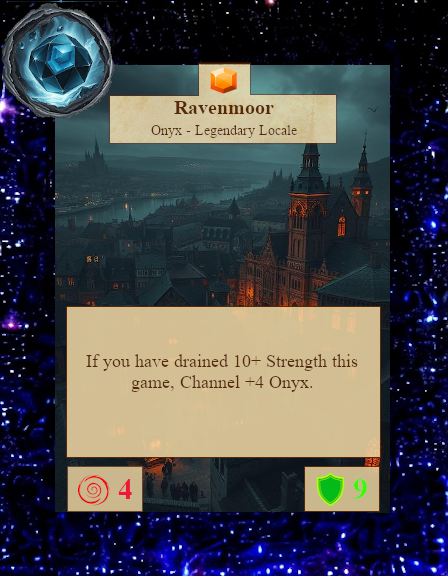 Ravenmoor
Onyx - Legendary Locale
If you have drained 10+ Strength this
game, Channel +4 Onyx.
4
9